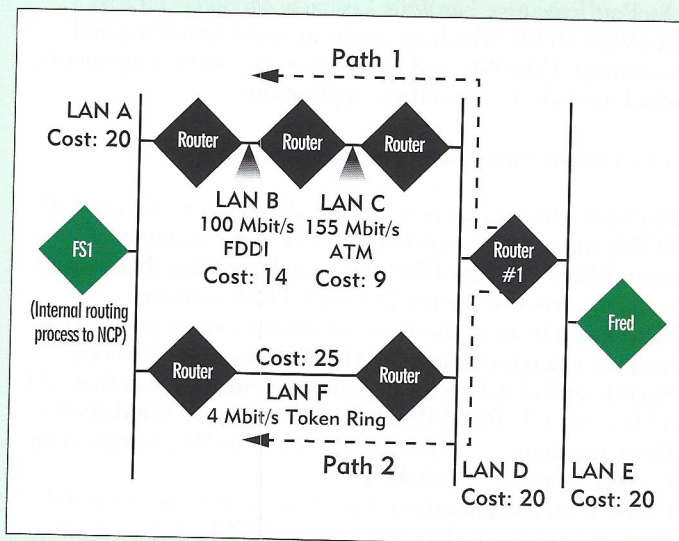 Path 1
LAN A
Cost: 20
Router
Router
Router
LAN B
100 Mbit/s
FDDI
Cost: 14
LAN C
155 Mbit/s
ATM
Cost: 9
FS1
(Internal routing
process to NCP)
Router
#1
Fred
Router
Cost: 25
LAN F
4 Mbit/s Token Ring
Router
Path 2
LAN D
Cost: 20
LAN E
Cost: 20